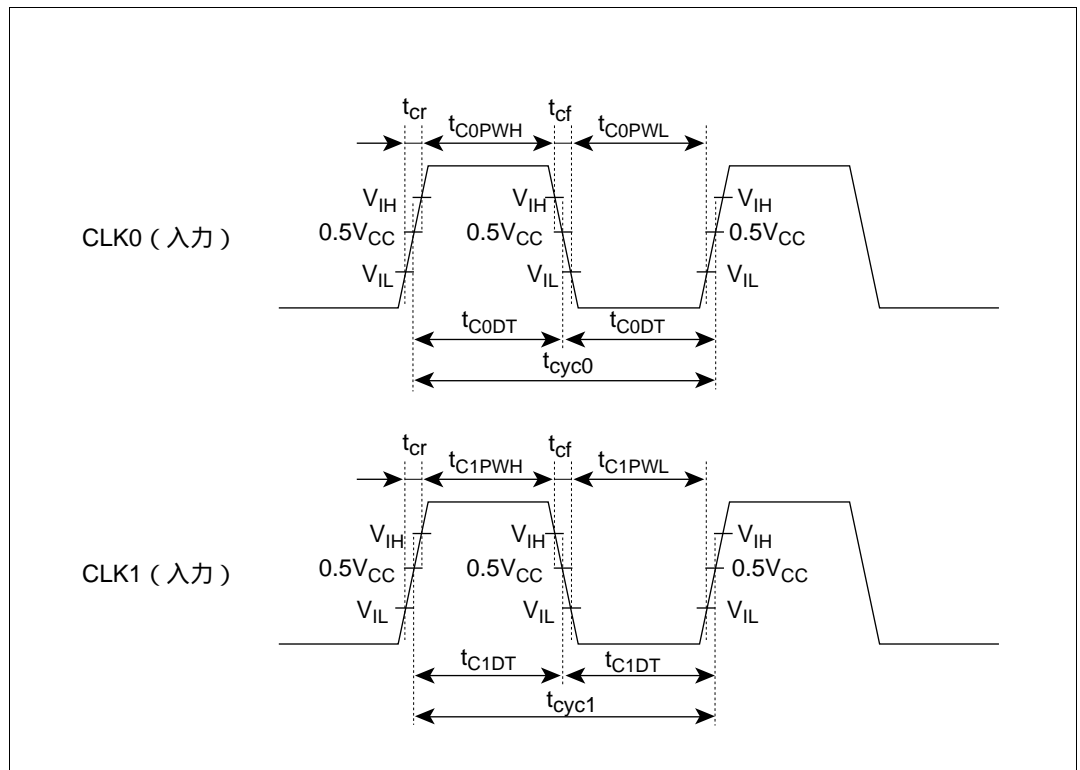 tcr tC0PWH tcf tC0PWL
VIH VIH VIH
CLK0 ( 入力 ) 0.5VCC 0.5VCC 0.5VCC
VIL VIL VIL
tC0DT tC0DT
tcyc0
tcr tC1PWH tcf tC1PWL
VIH VIH VIH
CLK1 ( 入力 ) 0.5VCC 0.5VCC 0.5VCC
VIL VIL VIL
tC1DT tC1DT
tcyc1